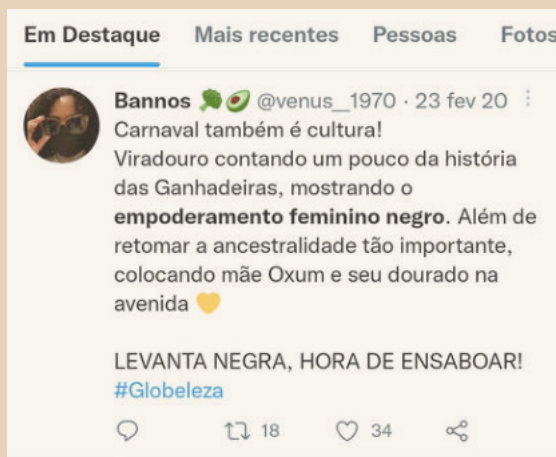 Em Destaque Mais recentes Pessoas Fotos
Bannos 🥦🥑 @venus__1970 · 23 fev 20
Carnaval também é cultura!
Viradouro contando um pouco da história
das Ganhadeiras, mostrando o
empoderamento feminino negro. Além de
retomar a ancestralidade tão importante,
colocando mãe Oxum e seu dourado na
avenida 💛
LEVANTA NEGRA, HORA DE ENSABOAR!
#Globeleza
18 34